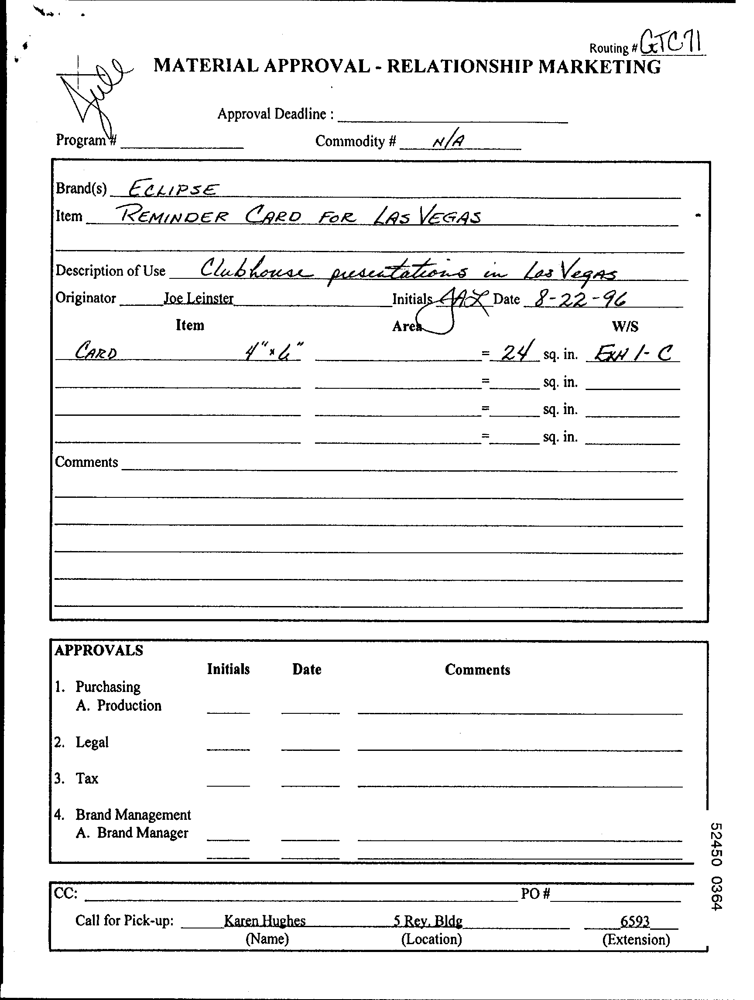 Routing # GTC71
MATERIAL APPROVAL - RELATIONSHIP MARKETING
Approval Deadline :
Program # Commodity # N/A
Brand(s) ECLIPSE
Item REMINDER CARD FOR LAS VEGAS
Description of Use Clubhouse presentations in Las Vegas
Originator Joe Leinster Initials Date 8-22-96
Item Area W/S
CARD 4" x 6" = 24 sq. in. EXH 1-C
= sq. in.
= sq. in.
= sq. in.
Comments
APPROVALS
Initials Date Comments
1. Purchasing
A. Production
2. Legal
3. Tax
4. Brand Management
A. Brand Manager
CC: PO #
Call for Pick-up: Karen Hughes 5 Rey. Bldg 6593
(Name) (Location) (Extension)
52450 0364